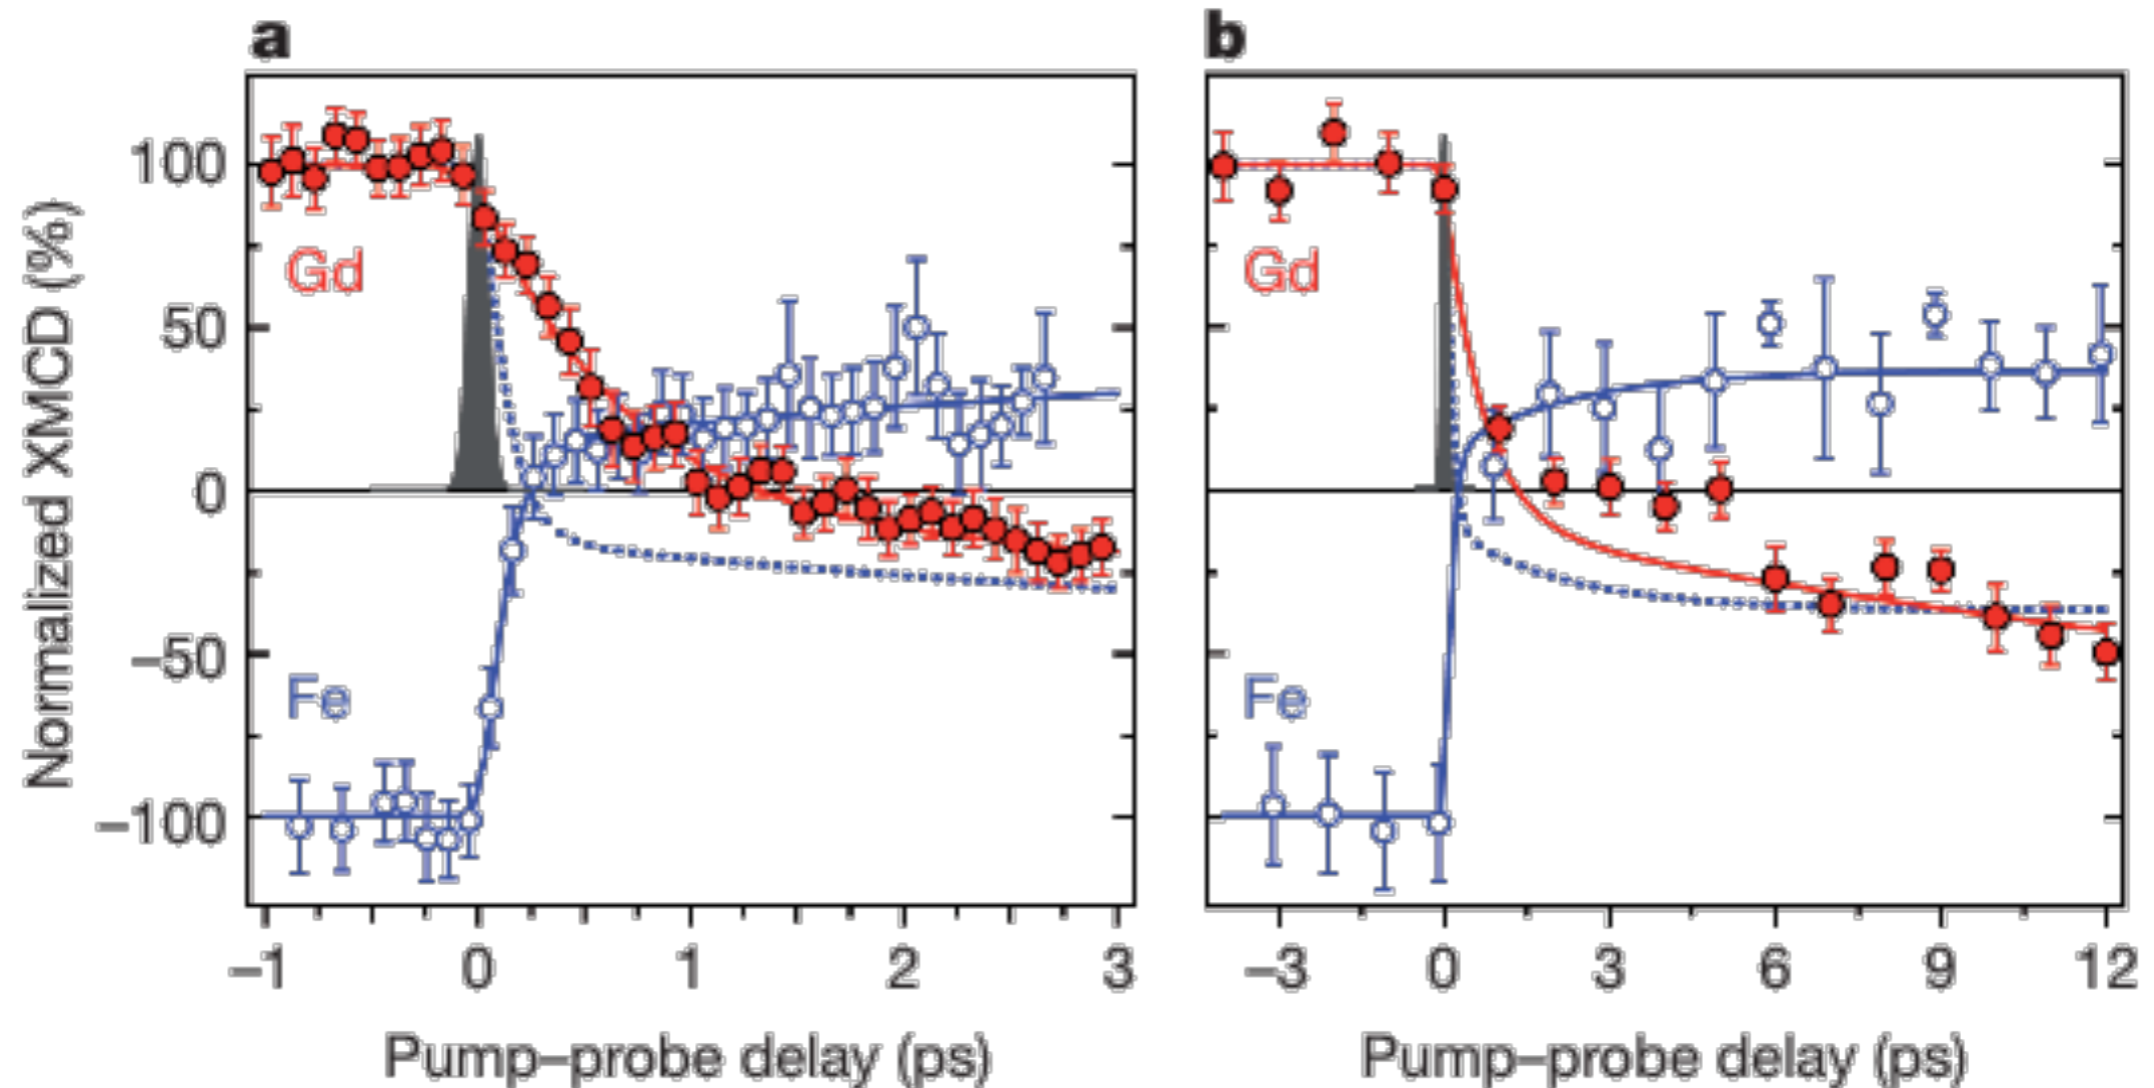 a
b
Normalized XMCD (%)
100
50
0
–50
–100
Gd
Fe
Gd
Fe
–1 0 1 2 3
–3 0 3 6 9 12
Pump–probe delay (ps)
Pump–probe delay (ps)